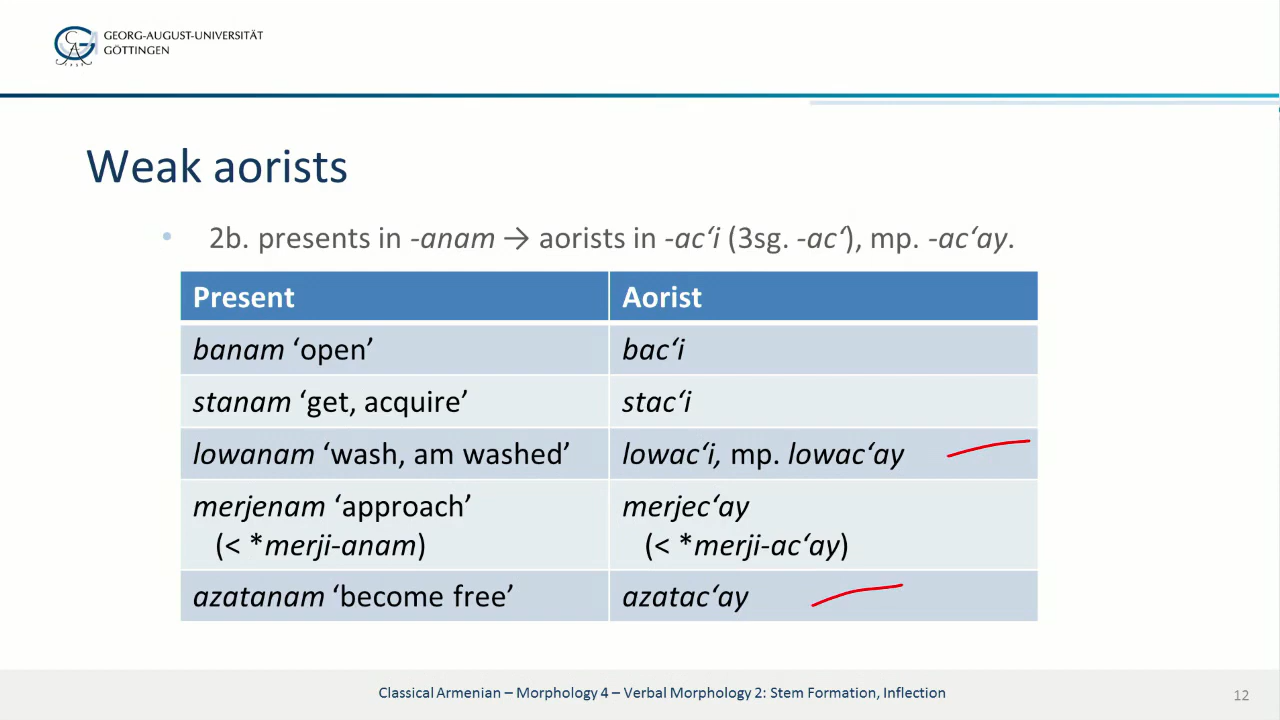 GEORG-AUGUST-UNIVERSITÄT
GÖTTINGEN
Weak aorists
• 2b. presents in -anam → aorists in -acʻi (3sg. -acʻ), mp. -acʻay.
Present Aorist
banam ‘open’ bacʻi
stanam ‘get, acquire’ stacʻi
lowanam ‘wash, am washed’ lowacʻi, mp. lowacʻay
merjenam ‘approach’ merjecʻay
(< *merji-anam) (< *merji-acʻay)
azatanam ‘become free’ azatacʻay
Classical Armenian – Morphology 4 – Verbal Morphology 2: Stem Formation, Inflection
12